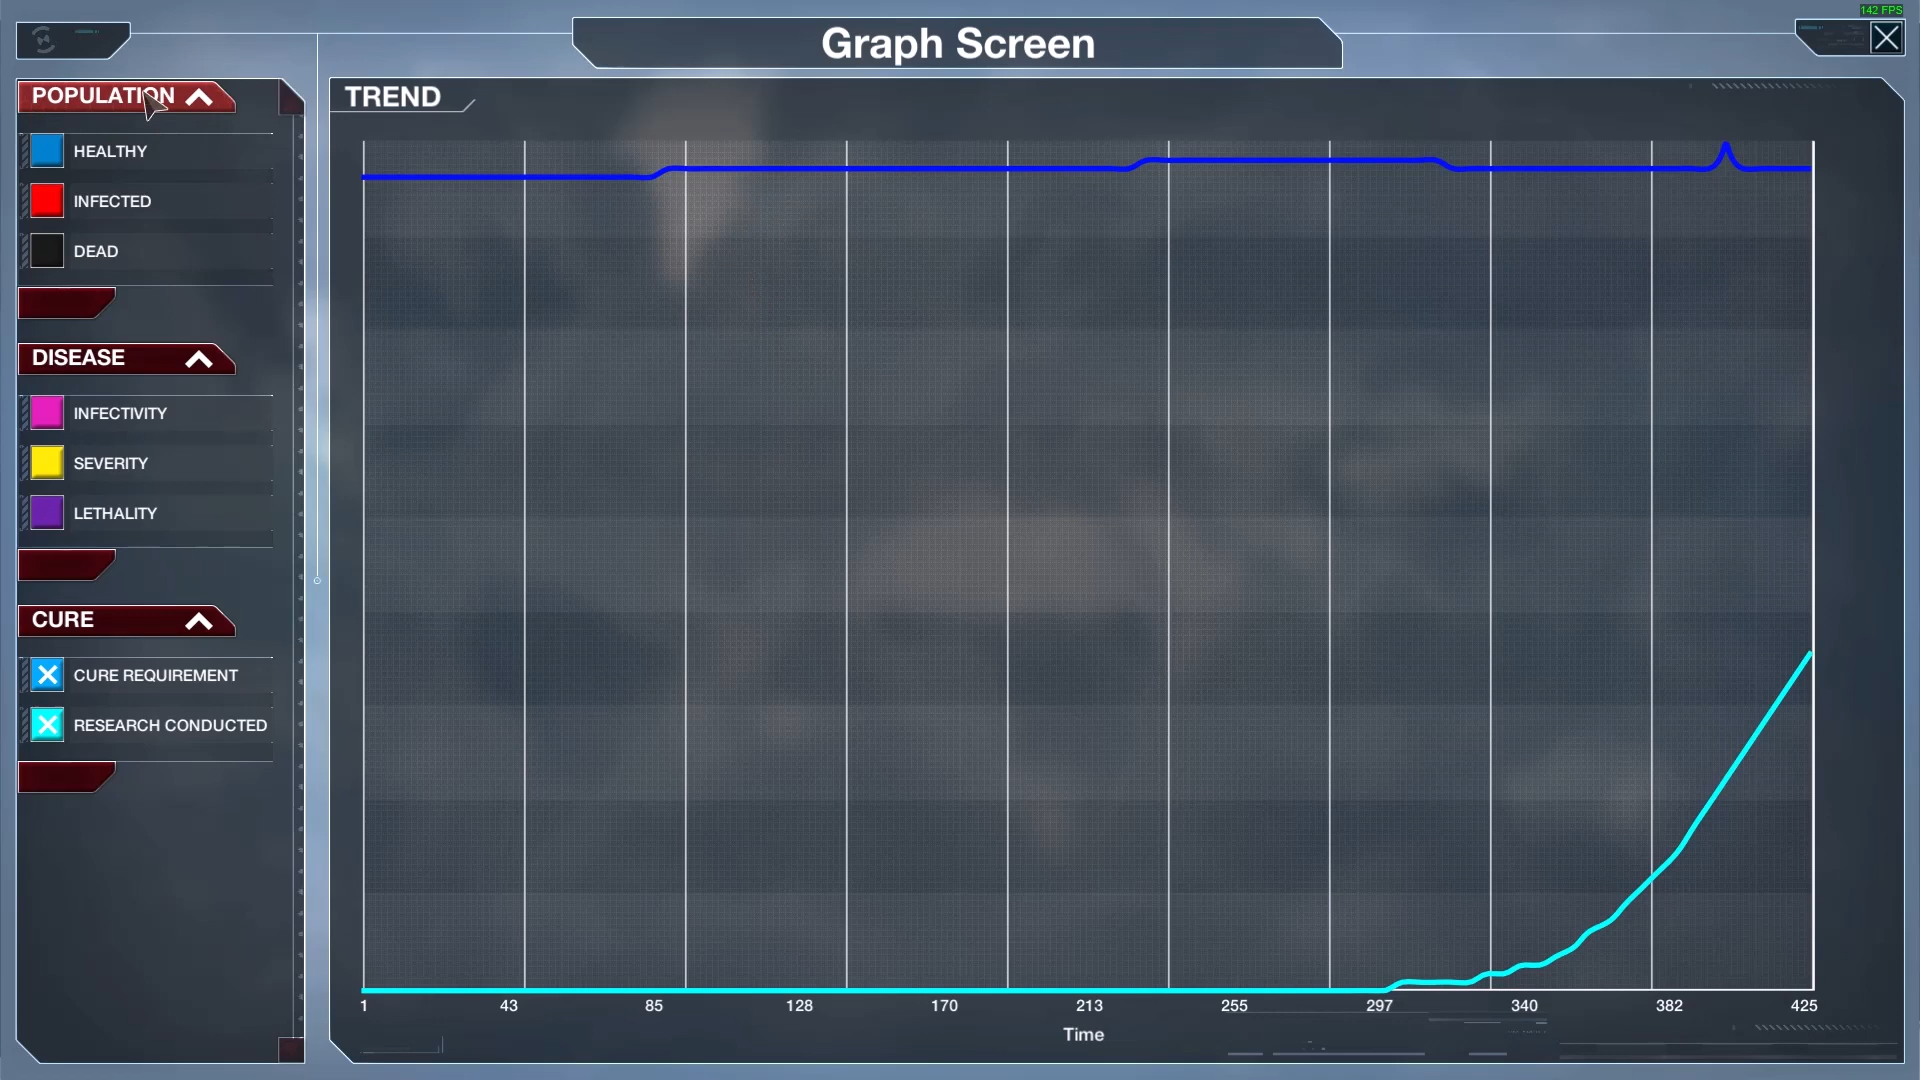 142 FPS
Graph Screen
POPULATION
HEALTHY
INFECTED
DEAD
DISEASE
INFECTIVITY
SEVERITY
LETHALITY
CURE
CURE REQUIREMENT
RESEARCH CONDUCTED
TREND
1 43 85 128 170 213 255 297 340 382 425
Time